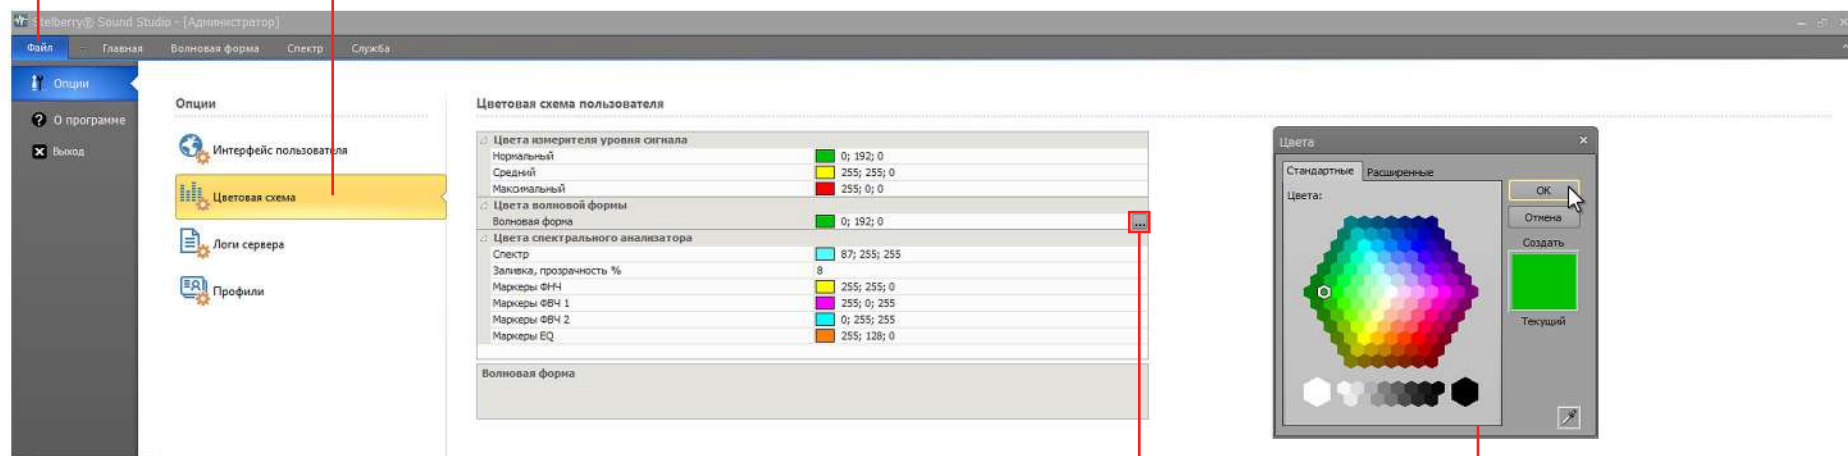 Stelberry® Sound Studio - [Администратор]
Файл Главная Волновая форма Спектр Служба
Опции
О программе
Выход
Опции
Интерфейс пользователя
Цветовая схема
Логи сервера
Профили
Цветовая схема пользователя
Цвета измерителя уровня сигнала
Нормальный 0; 192; 0
Средний 255; 255; 0
Максимальный 255; 0; 0
Цвета волновой формы
Волновая форма 0; 192; 0 ...
Цвета спектрального анализатора
Спектр 87; 255; 255
Заливка, прозрачность % 8
Маркеры ФНЧ 255; 255; 0
Маркеры ФВЧ 1 255; 0; 255
Маркеры ФВЧ 2 0; 255; 255
Маркеры EQ 255; 128; 0
Волновая форма
Цвета
Стандартные Расширенные
Цвета:
OK
Отмена
Создать
Текущий